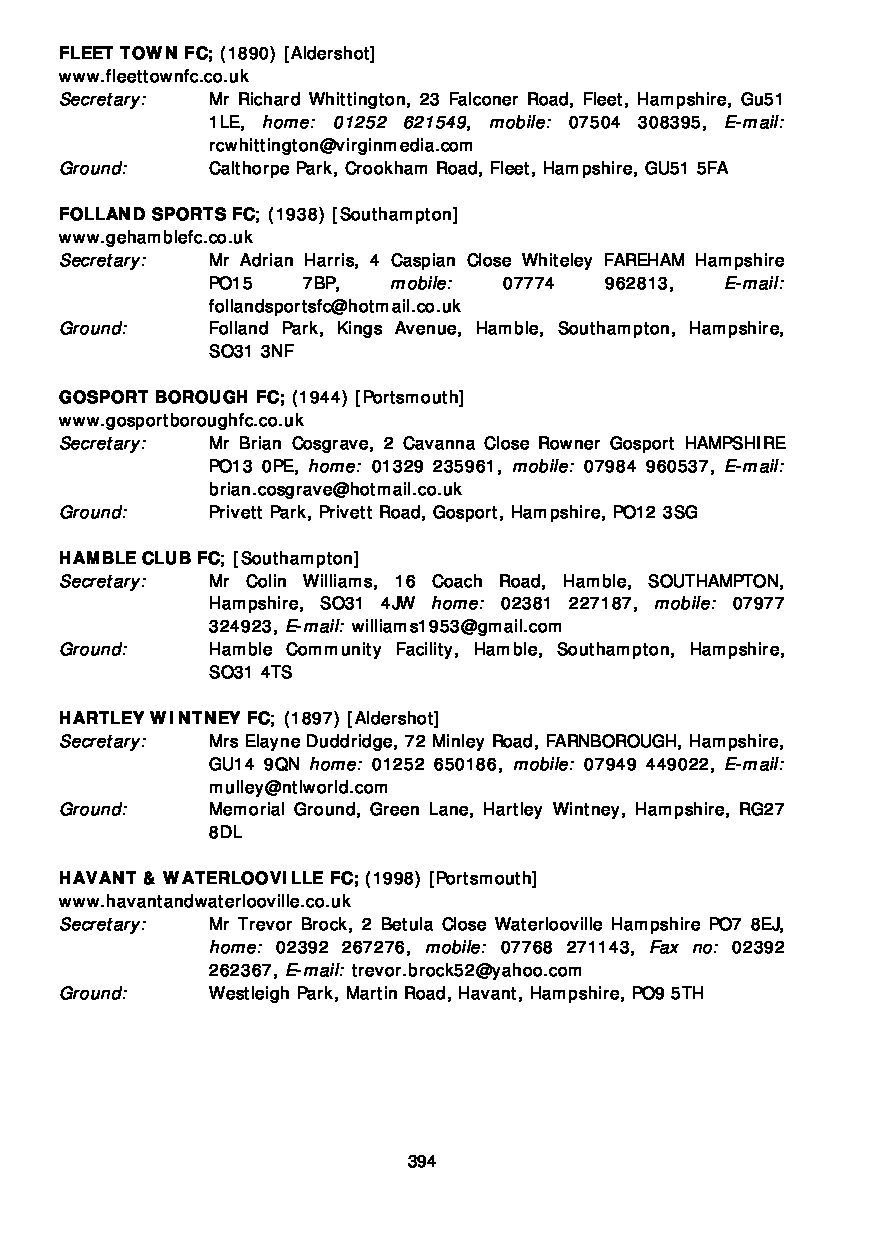 FLEET TOWN FC; (1890) [Aldershot]
www.fleettownfc.co.uk
Secretary: Mr Richard Whittington, 23 Falconer Road, Fleet, Hampshire, Gu51
1LE, home: 01252 621549, mobile: 07504 308395, E-mail:
rcwhittington@virginmedia.com
Ground: Calthorpe Park, Crookham Road, Fleet, Hampshire, GU51 5FA
FOLLAND SPORTS FC; (1938) [Southampton]
www.gehamblefc.co.uk
Secretary: Mr Adrian Harris, 4 Caspian Close Whiteley FAREHAM Hampshire
PO15 7BP, mobile: 07774 962813, E-mail:
follandsportsfc@hotmail.co.uk
Ground: Folland Park, Kings Avenue, Hamble, Southampton, Hampshire,
SO31 3NF
GOSPORT BOROUGH FC; (1944) [Portsmouth]
www.gosportboroughfc.co.uk
Secretary: Mr Brian Cosgrave, 2 Cavanna Close Rowner Gosport HAMPSHIRE
PO13 0PE, home: 01329 235961, mobile: 07984 960537, E-mail:
brian.cosgrave@hotmail.co.uk
Ground: Privett Park, Privett Road, Gosport, Hampshire, PO12 3SG
HAMBLE CLUB FC; [Southampton]
Secretary: Mr Colin Williams, 16 Coach Road, Hamble, SOUTHAMPTON,
Hampshire, SO31 4JW home: 02381 227187, mobile: 07977
324923, E-mail: williams1953@gmail.com
Ground: Hamble Community Facility, Hamble, Southampton, Hampshire,
SO31 4TS
HARTLEY WINTNEY FC; (1897) [Aldershot]
Secretary: Mrs Elayne Duddridge, 72 Minley Road, FARNBOROUGH, Hampshire,
GU14 9QN home: 01252 650186, mobile: 07949 449022, E-mail:
mulley@ntlworld.com
Ground: Memorial Ground, Green Lane, Hartley Wintney, Hampshire, RG27
8DL
HAVANT & WATERLOOVILLE FC; (1998) [Portsmouth]
www.havantandwaterlooville.co.uk
Secretary: Mr Trevor Brock, 2 Betula Close Waterlooville Hampshire PO7 8EJ,
home: 02392 267276, mobile: 07768 271143, Fax no: 02392
262367, E-mail: trevor.brock52@yahoo.com
Ground: Westleigh Park, Martin Road, Havant, Hampshire, PO9 5TH
394